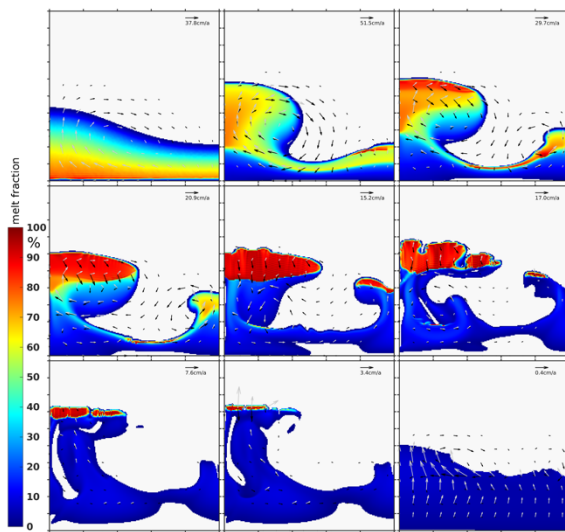 37.8cm/a
51.5cm/a
29.7cm/a
20.9cm/a
15.2cm/a
17.0cm/a
melt fraction
100
%
90
80
70
60
50
40
30
20
10
0
7.6cm/a
3.4cm/a
0.4cm/a